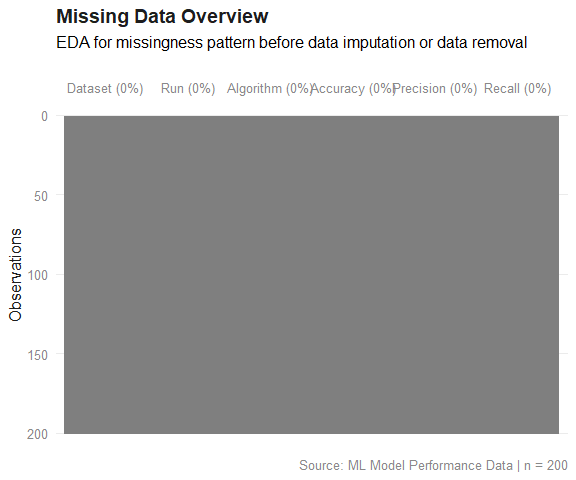 Missing Data Overview
EDA for missingness pattern before data imputation or data removal
Dataset (0%) Run (0%) Algorithm (0%) Accuracy (0%) Precision (0%) Recall (0%)
0
50
100
150
200
Observations
Source: ML Model Performance Data | n = 200